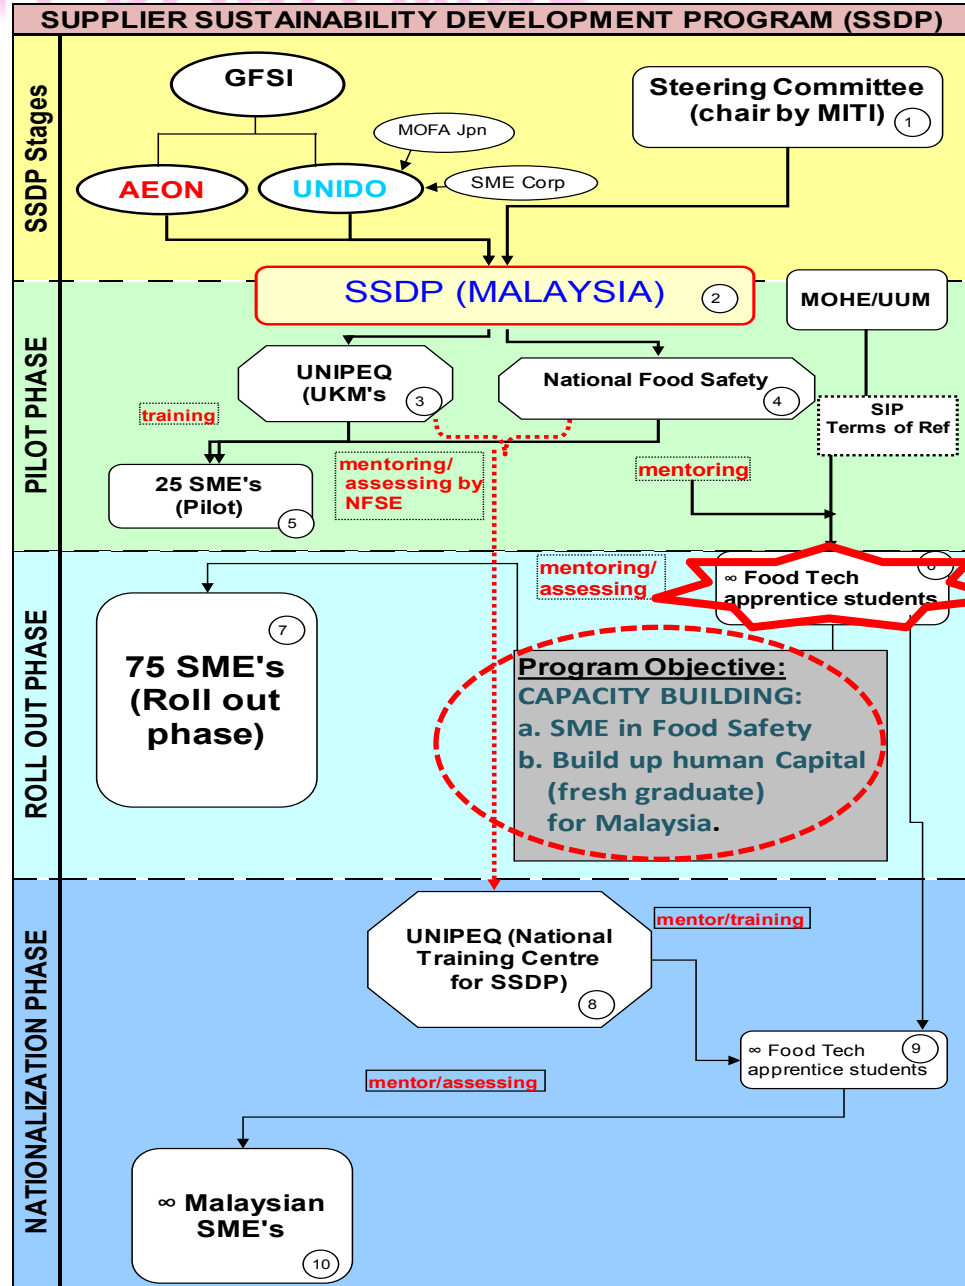 SUPPLIER SUSTAINABILITY DEVELOPMENT PROGRAM (SSDP)
SSDP Stages
GFSI
Steering Committee
(chair by MITI)
1
MOFA Jpn
AEON
UNIDO
SME Corp
PILOT PHASE
SSDP (MALAYSIA)
2
MOHE/UUM
UNIPEQ
(UKM's
3
National Food Safety
4
training
SIP
Terms of Ref
mentoring/
assessing by
NFSE
mentoring
25 SME's
(Pilot)
5
ROLL OUT PHASE
mentoring/
assessing
6
∞ Food Tech
apprentice students
7
75 SME's
(Roll out
phase)
Program Objective:
CAPACITY BUILDING:
a. SME in Food Safety
b. Build up human Capital
(fresh graduate)
for Malaysia.
NATIONALIZATION PHASE
UNIPEQ (National
Training Centre
for SSDP)
8
mentor/training
∞ Food Tech
apprentice students
9
mentor/assessing
∞ Malaysian
SME's
10